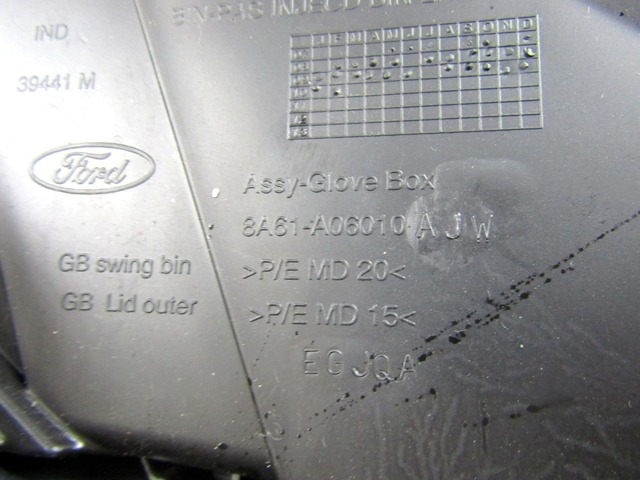 IND
39441 M
J F M A M J J A S O N D
Ford
Assy-Glove Box
8A61-A06010 AJW
GB swing bin >P/E MD 20<
GB Lid outer >P/E MD 15<
EGJQA